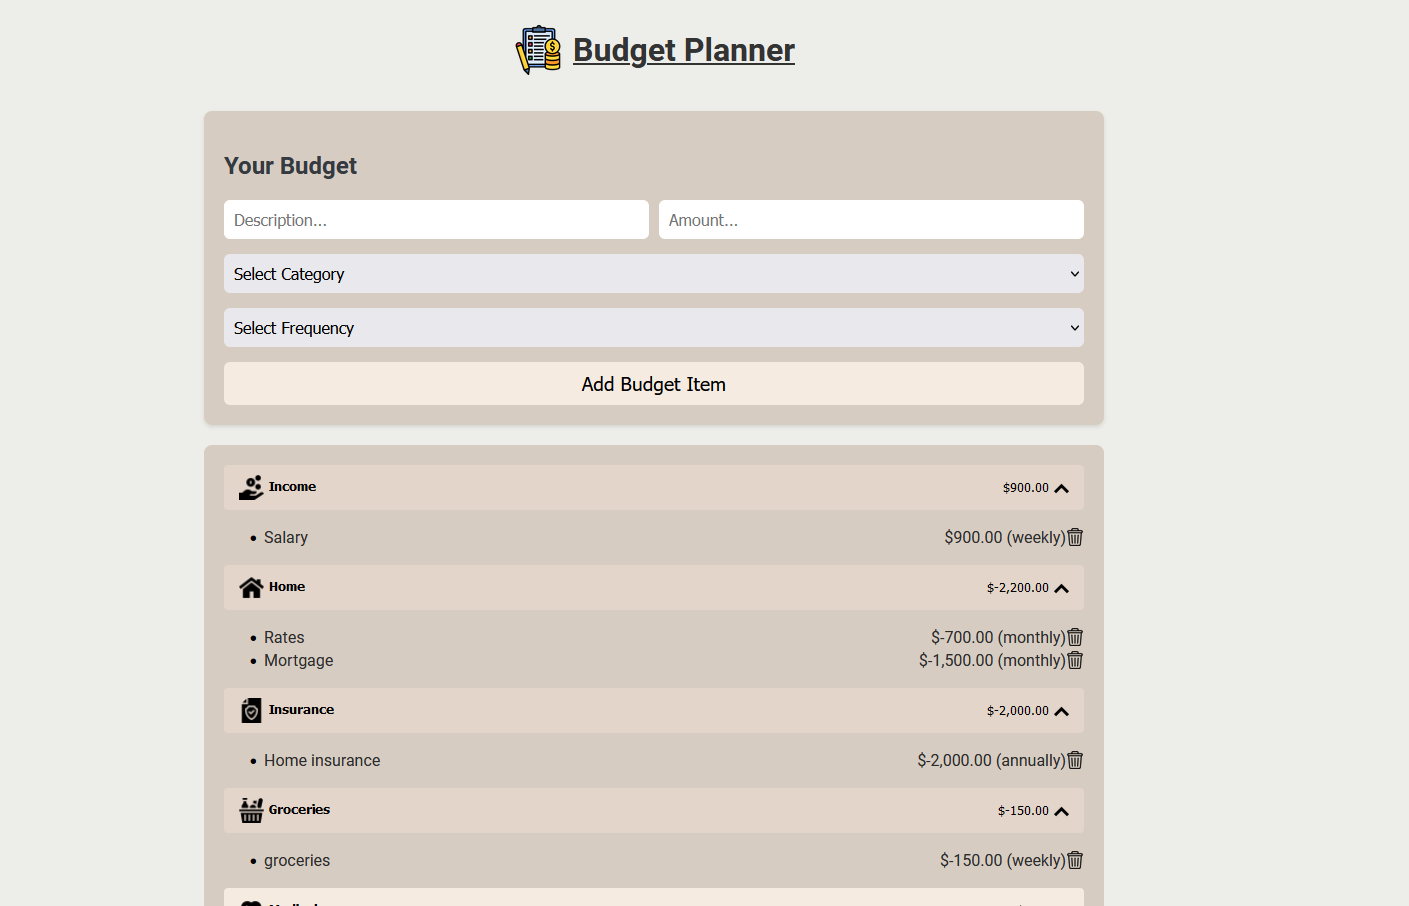 Budget Planner
Your Budget
Description... Amount...
Select Category
Select Frequency
Add Budget Item
Income $900.00
Salary $900.00 (weekly)
Home $-2,200.00
Rates $-700.00 (monthly)
Mortgage $-1,500.00 (monthly)
Insurance $-2,000.00
Home insurance $-2,000.00 (annually)
Groceries $-150.00
groceries $-150.00 (weekly)